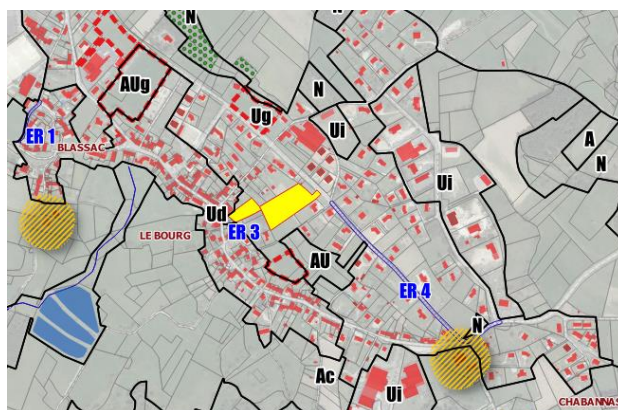 N
N
AUg
N
Ug
Ui
A
N
ER 1
BLASSAC
Ui
Ud
LE BOURG
ER 3
AU
ER 4
N
Ac
Ui
CHABANNAS